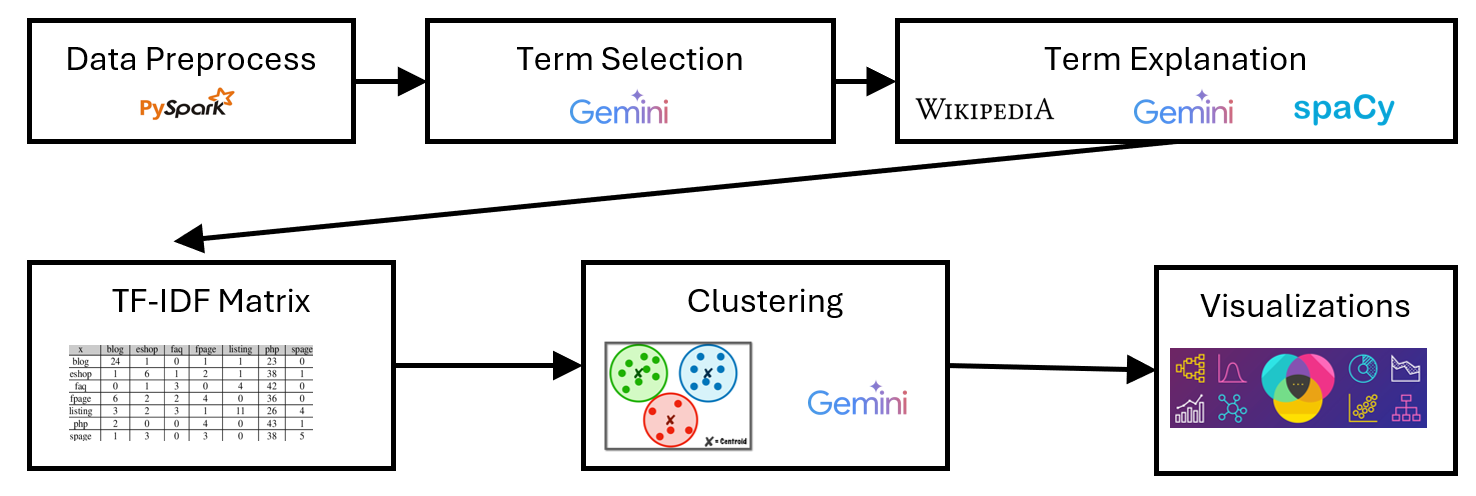 Data Preprocess
PySpark
Term Selection
Gemini
Term Explanation
WIKIPEDIA
Gemini
spaCy
TF-IDF Matrix
x blog eshop faq fpage listing php spage
blog 24 1 0 1 1 23 0
eshop 1 6 1 2 1 38 1
faq 0 1 3 0 4 42 0
fpage 6 2 2 4 0 36 0
listing 3 2 3 1 11 26 4
php 2 0 0 4 0 43 1
spage 1 3 0 3 0 38 5
Clustering
x = Centroid
Gemini
Visualizations